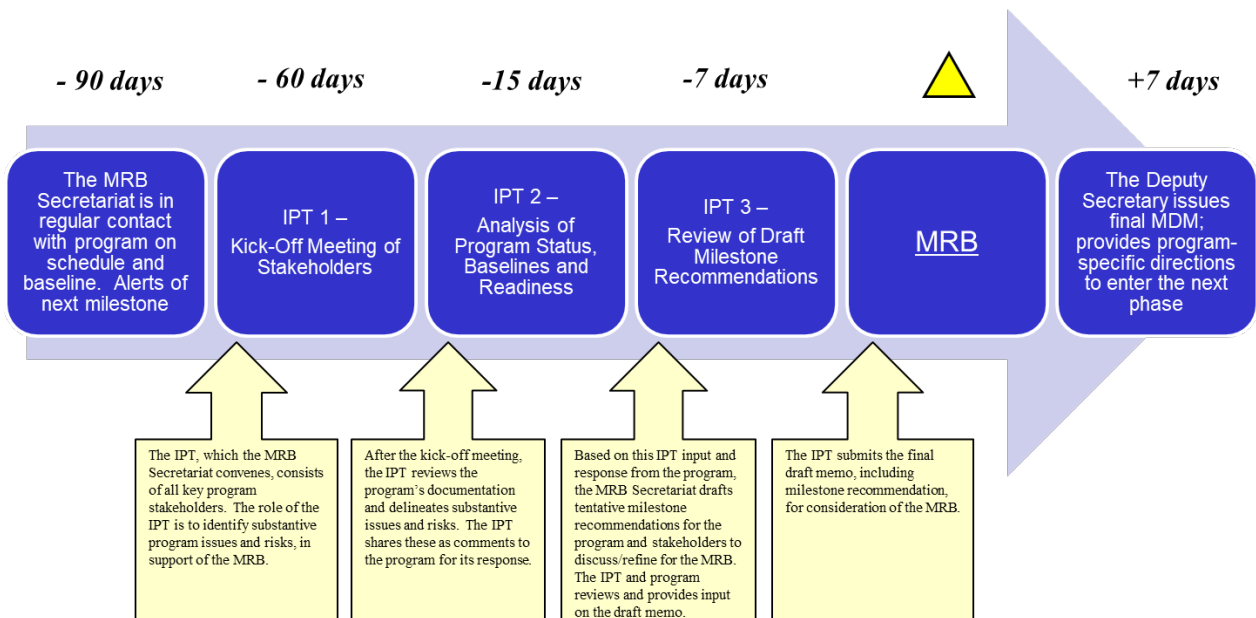 - 90 days
- 60 days
-15 days
-7 days
+7 days
The MRB
Secretariat is in
regular contact
with program on
schedule and
baseline.  Alerts of
next milestone
IPT 1 –
Kick-Off Meeting of
Stakeholders
IPT 2 –
Analysis of
Program Status,
Baselines and
Readiness
IPT 3 –
Review of Draft
Milestone
Recommendations
MRB
The Deputy
Secretary issues
final MDM;
provides program-
specific directions
to enter the next
phase
The IPT, which the MRB
Secretariat convenes, consists
of all key program
stakeholders.  The role of the
IPT is to identify substantive
program issues and risks, in
support of the MRB.
After the kick-off meeting,
the IPT reviews the
program's documentation
and delineates substantive
issues and risks.  The IPT
shares these as comments to
the program for its response.
Based on this IPT input and
response from the program,
the MRB Secretariat drafts
tentative milestone
recommendations for the
program and stakeholders to
discuss/refine for the MRB.
The IPT and program
reviews and provides input
on the draft memo.
The IPT submits the final
draft memo, including
milestone recommendation,
for consideration of the MRB.